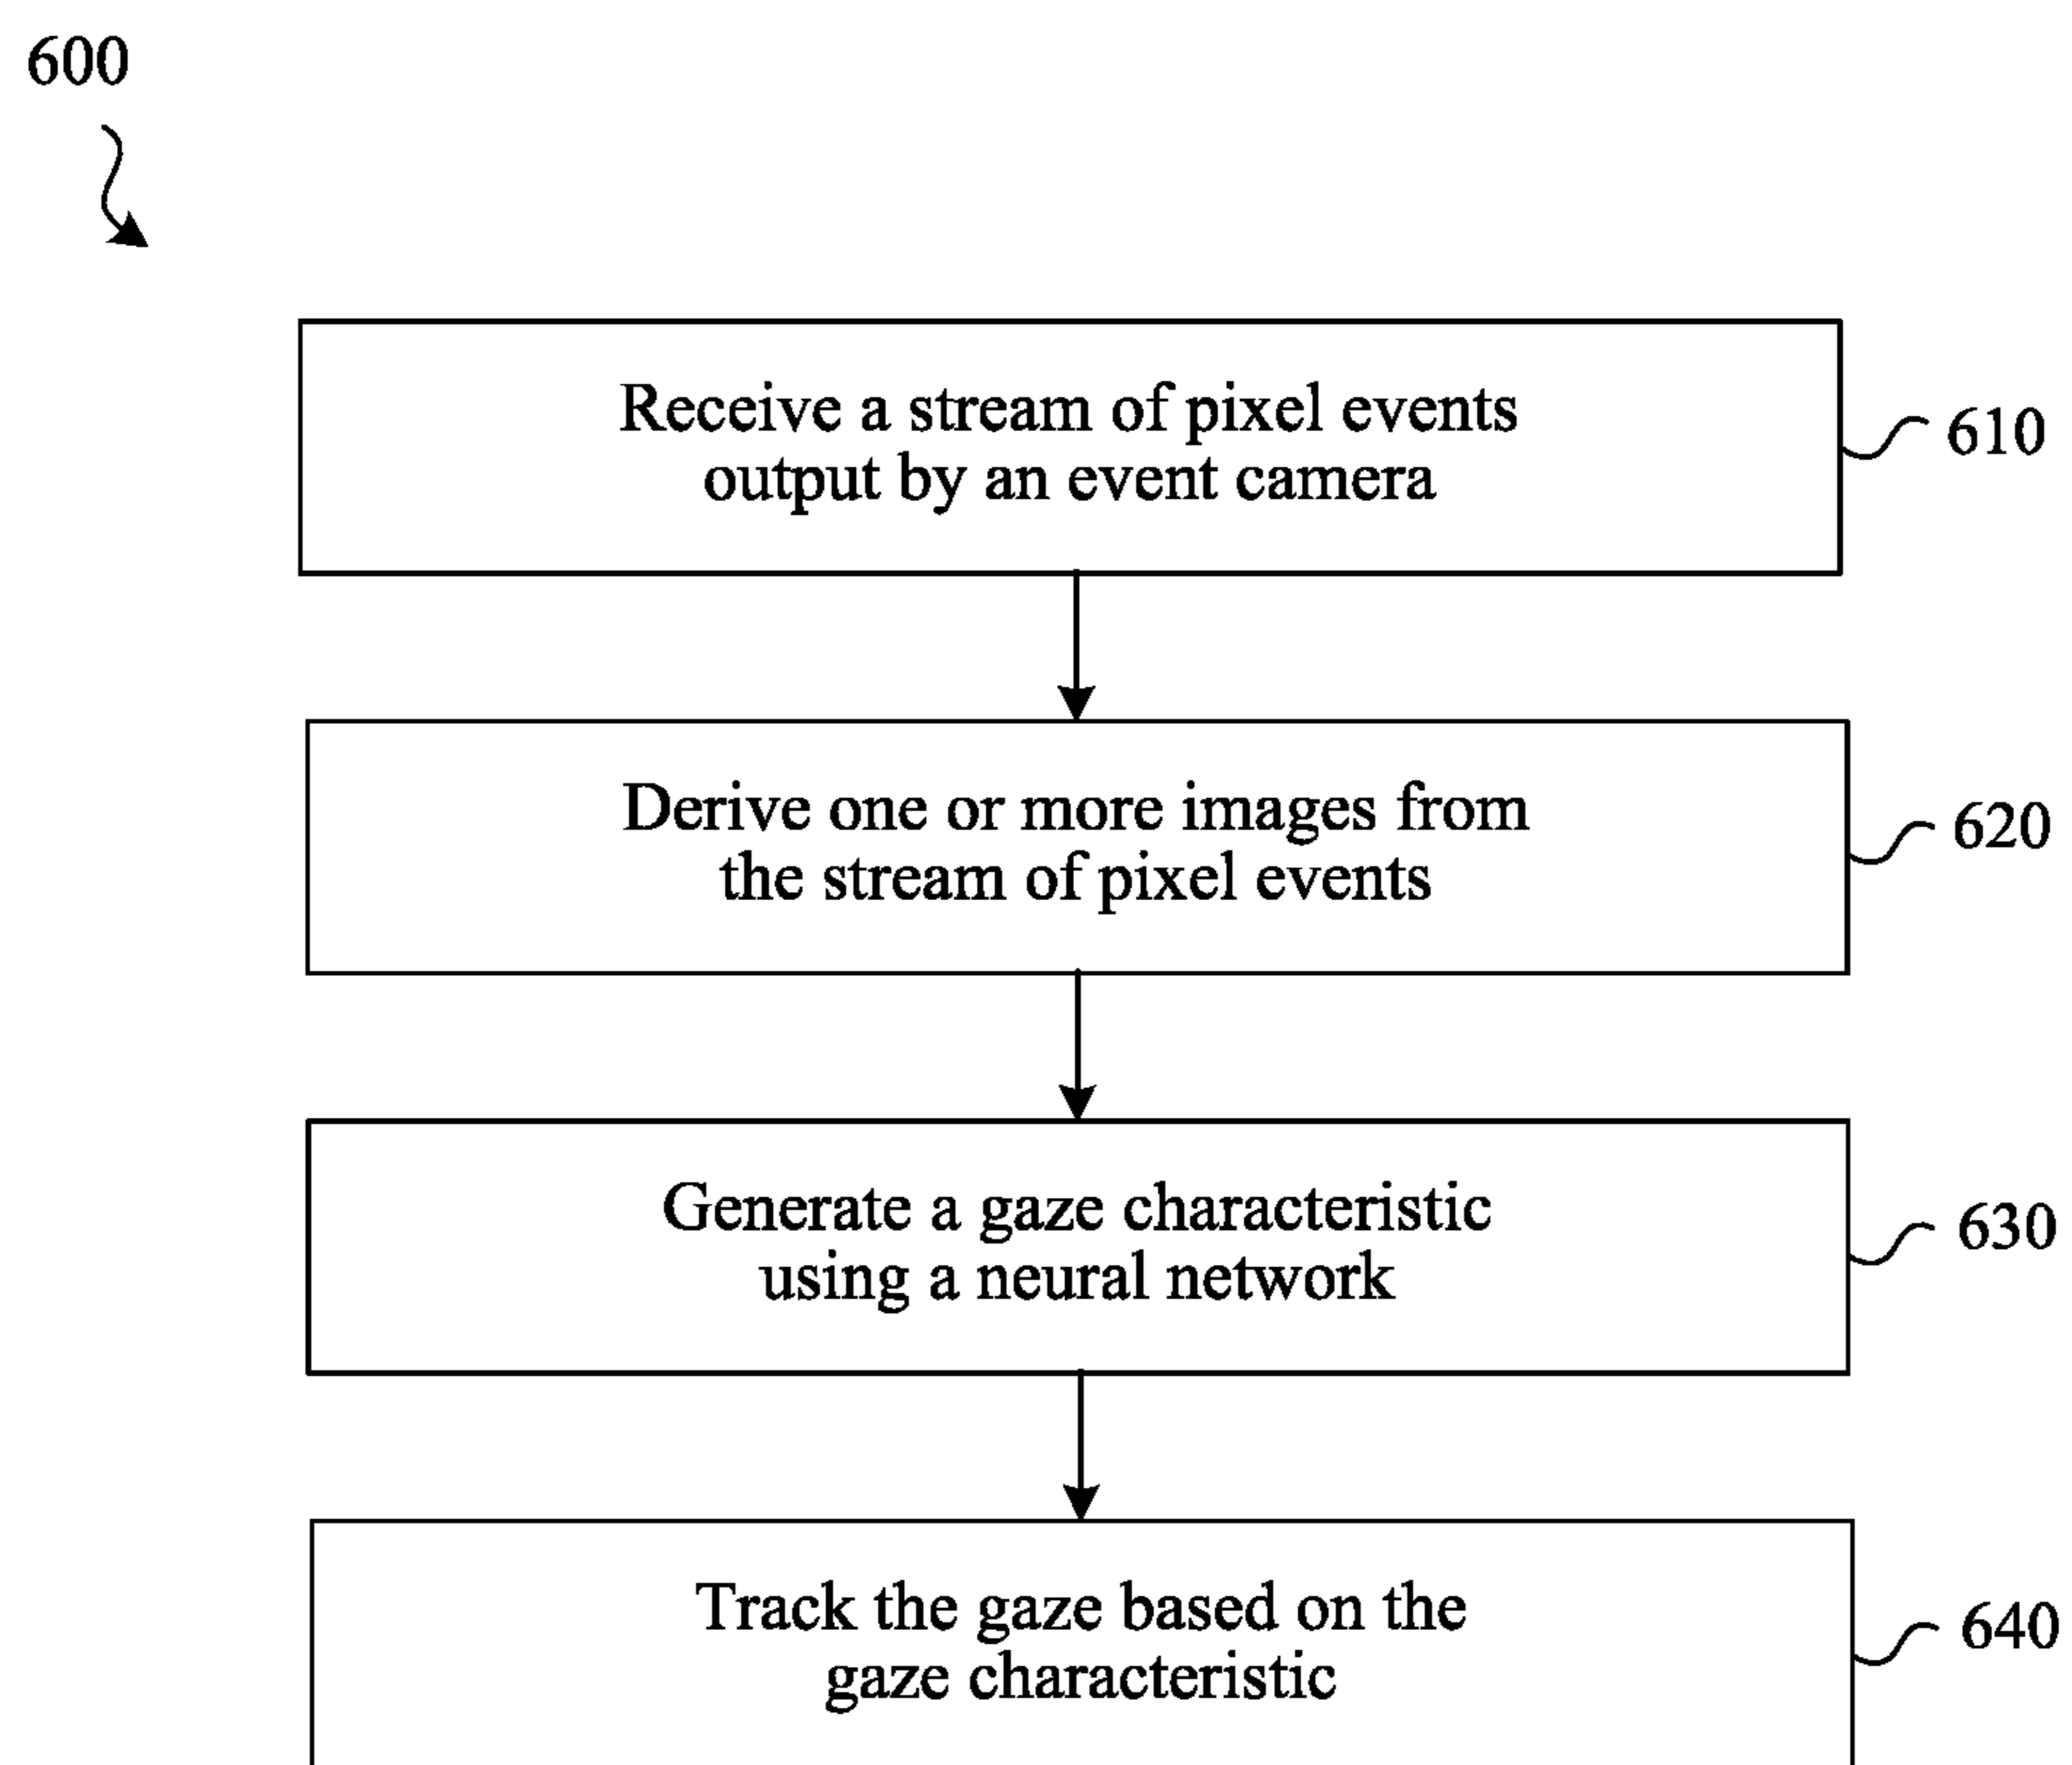 600
Receive a stream of pixel events
output by an event camera
610
Derive one or more images from
the stream of pixel events
620
Generate a gaze characteristic
using a neural network
630
Track the gaze based on the
gaze characteristic
640